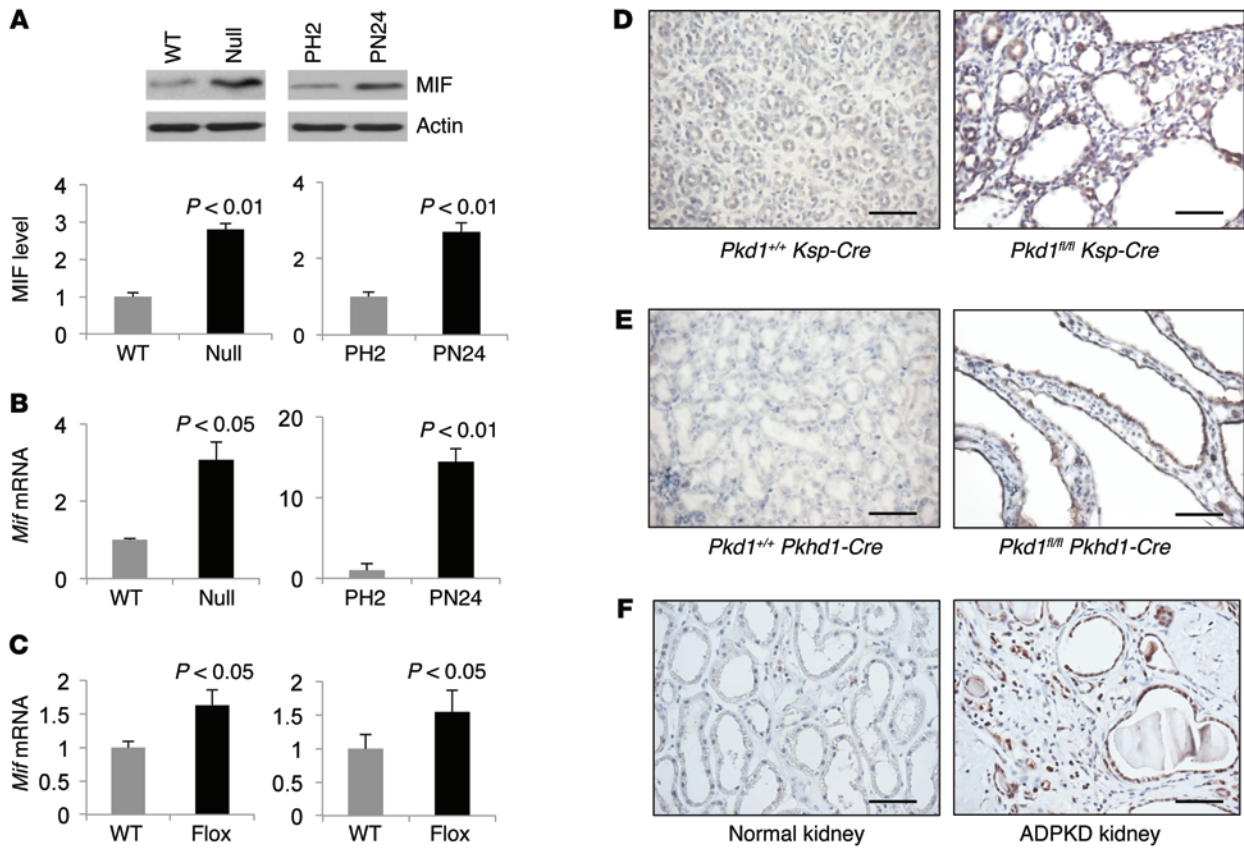 A
WT
Null
PH2
PN24
MIF
Actin
MIF level
4
3
2
1
0
P < 0.01
WT
Null
4
3
2
1
0
P < 0.01
PH2
PN24
B
Mif mRNA
4
2
0
P < 0.05
WT
Null
20
10
0
P < 0.01
PH2
PN24
C
Mif mRNA
2
1.5
1
0.5
0
P < 0.05
WT
Flox
2
1.5
1
0.5
0
P < 0.05
WT
Flox
D
Pkd1+/+ Ksp-Cre
Pkd1fl/fl Ksp-Cre
E
Pkd1+/+ Pkhd1-Cre
Pkd1fl/fl Pkhd1-Cre
F
Normal kidney
ADPKD kidney